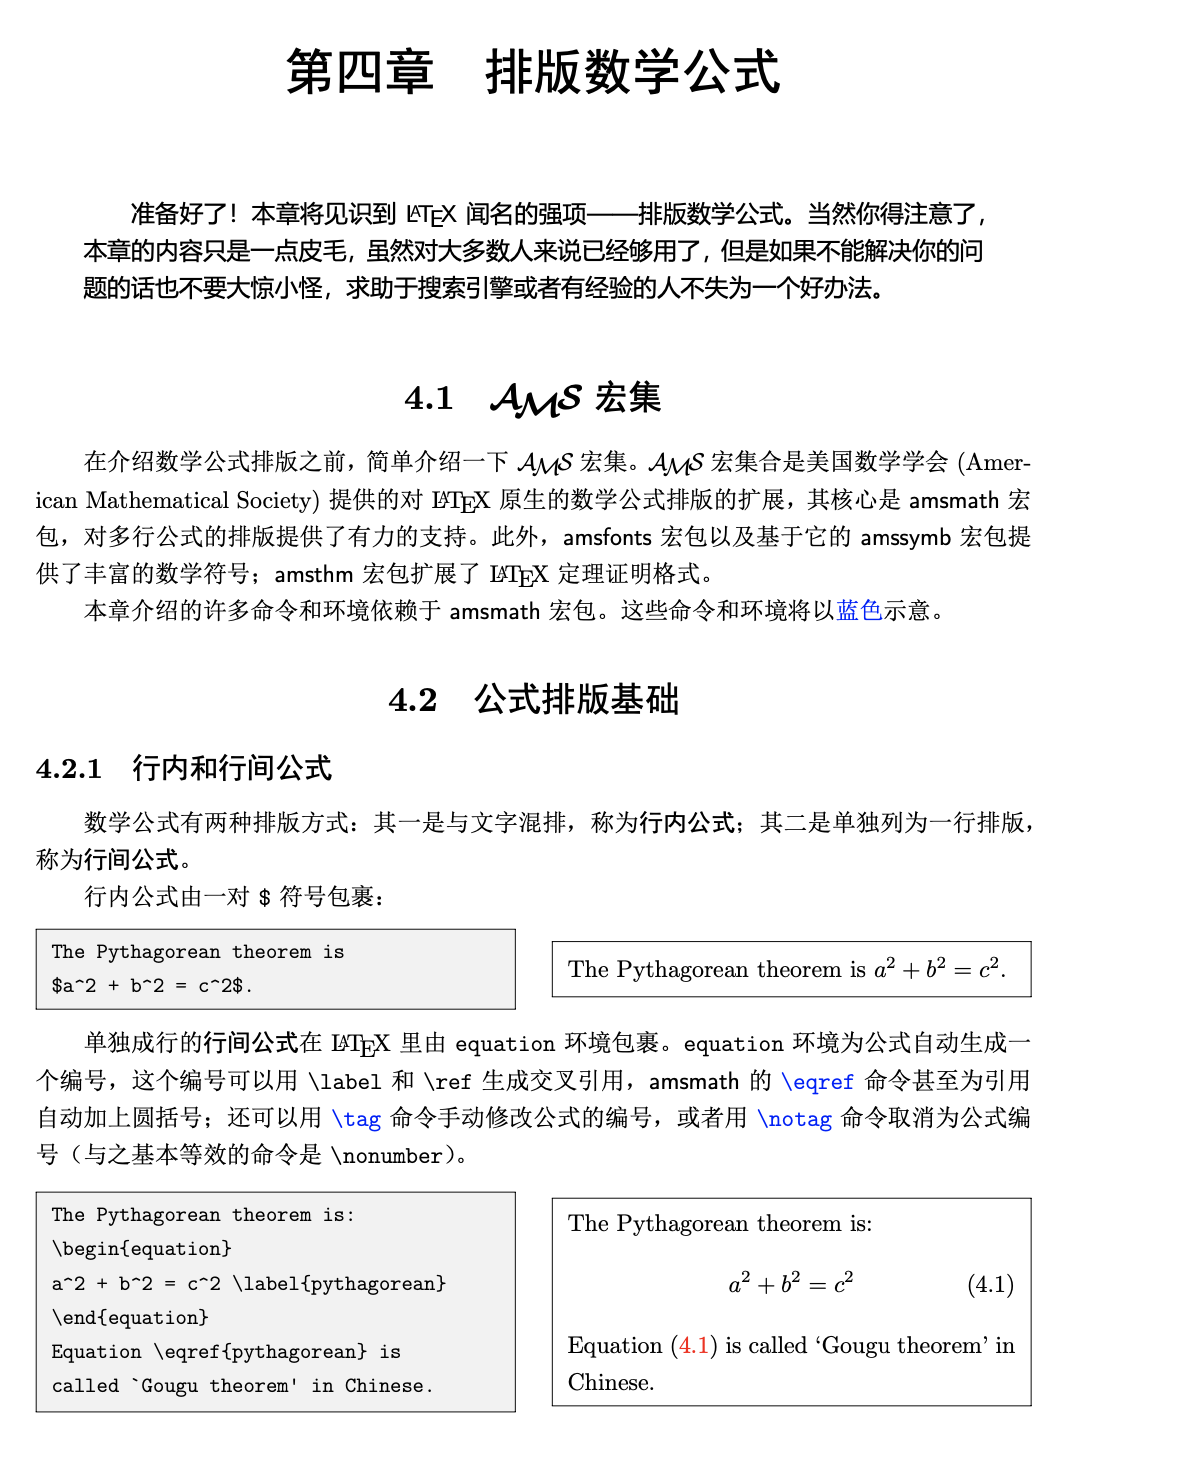 第四章 排版数学公式
准备好了！本章将见识到 LATEX 闻名的强项——排版数学公式。当然你得注意了，
本章的内容只是一点皮毛，虽然对大多数人来说已经够用了，但是如果不能解决你的问
题的话也不要大惊小怪，求助于搜索引擎或者有经验的人不失为一个好办法。
4.1 AMS 宏集
在介绍数学公式排版之前，简单介绍一下 AMS 宏集。AMS 宏集合是美国数学学会 (Amer-
ican Mathematical Society) 提供的对 LATEX 原生的数学公式排版的扩展，其核心是 amsmath 宏
包，对多行公式的排版提供了有力的支持。此外，amsfonts 宏包以及基于它的 amssymb 宏包提
供了丰富的数学符号；amsthm 宏包扩展了 LATEX 定理证明格式。
本章介绍的许多命令和环境依赖于 amsmath 宏包。这些命令和环境将以蓝色示意。
4.2 公式排版基础
4.2.1 行内和行间公式
数学公式有两种排版方式：其一是与文字混排，称为行内公式；其二是单独列为一行排版，
称为行间公式。
行内公式由一对 $ 符号包裹：
The Pythagorean theorem is
$a^2 + b^2 = c^2$.
The Pythagorean theorem is a² + b² = c².
单独成行的行间公式在 LATEX 里由 equation 环境包裹。equation 环境为公式自动生成一
个编号，这个编号可以用 \label 和 \ref 生成交叉引用，amsmath 的 \eqref 命令甚至为引用
自动加上圆括号；还可以用 \tag 命令手动修改公式的编号，或者用 \notag 命令取消为公式编
号（与之基本等效的命令是 \nonumber）。
The Pythagorean theorem is:
\begin{equation}
a^2 + b^2 = c^2 \label{pythagorean}
\end{equation}
Equation \eqref{pythagorean} is
called `Gougu theorem' in Chinese.
The Pythagorean theorem is:
a² + b² = c² (4.1)
Equation (4.1) is called ‘Gougu theorem’ in
Chinese.